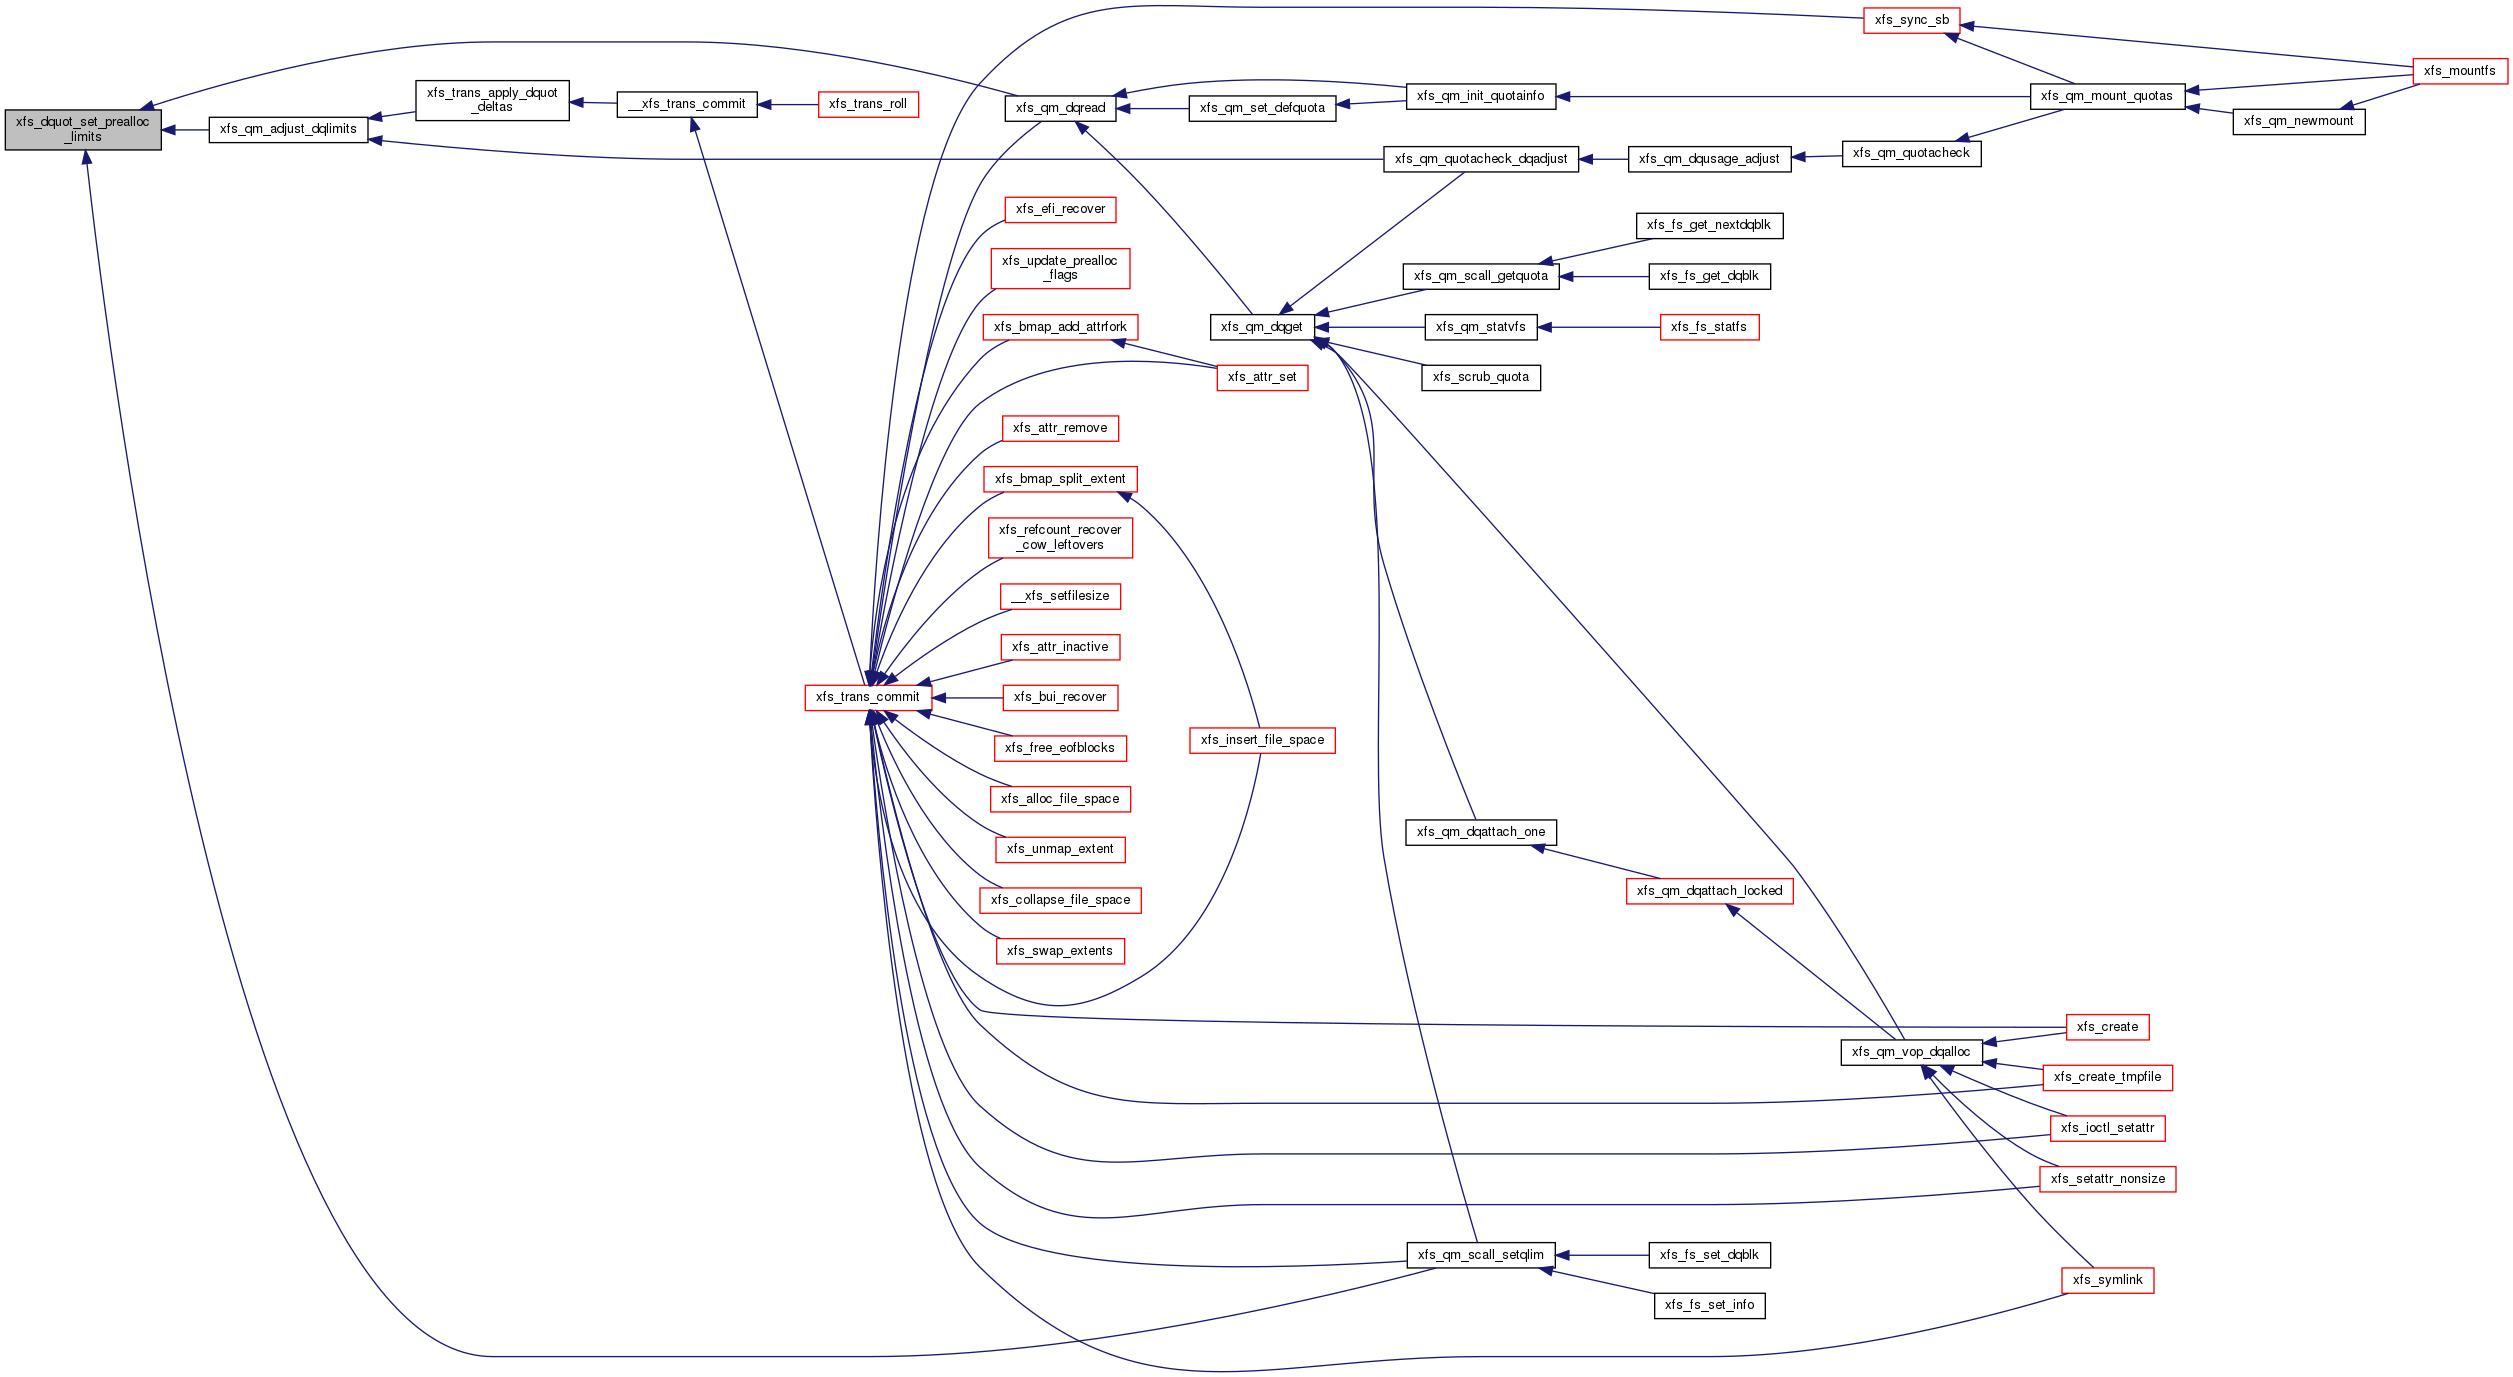 xfs_dquot_set_prealloc
_limits
xfs_qm_adjust_dqlimits
xfs_trans_apply_dquot
_deltas
__xfs_trans_commit
xfs_trans_roll
xfs_trans_commit
xfs_qm_dqread
xfs_efi_recover
xfs_update_prealloc
_flags
xfs_bmap_add_attrfork
xfs_attr_remove
xfs_bmap_split_extent
xfs_refcount_recover
_cow_leftovers
__xfs_setfilesize
xfs_attr_inactive
xfs_bui_recover
xfs_free_eofblocks
xfs_alloc_file_space
xfs_unmap_extent
xfs_collapse_file_space
xfs_swap_extents
xfs_qm_set_defquota
xfs_qm_dqget
xfs_attr_set
xfs_insert_file_space
xfs_qm_init_quotainfo
xfs_qm_quotacheck_dqadjust
xfs_qm_scall_getquota
xfs_qm_statvfs
xfs_scrub_quota
xfs_qm_dqattach_one
xfs_qm_scall_setqlim
xfs_qm_dqusage_adjust
xfs_fs_get_nextdqblk
xfs_fs_get_dqblk
xfs_fs_statfs
xfs_qm_dqattach_locked
xfs_fs_set_dqblk
xfs_fs_set_info
xfs_sync_sb
xfs_qm_quotacheck
xfs_qm_vop_dqalloc
xfs_qm_mount_quotas
xfs_create
xfs_create_tmpfile
xfs_ioctl_setattr
xfs_setattr_nonsize
xfs_symlink
xfs_qm_newmount
xfs_mountfs